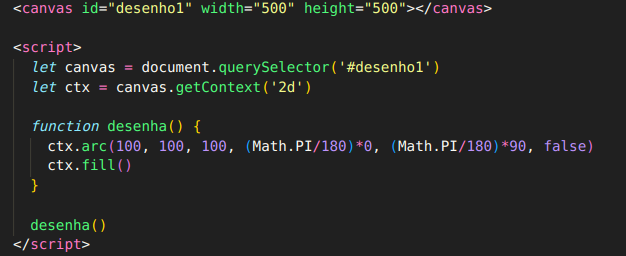 <canvas id="desenho1" width="500" height="500"></canvas>
<script>
let canvas = document.querySelector('#desenho1')
let ctx = canvas.getContext('2d')
function desenha() {
ctx.arc(100, 100, 100, (Math.PI/180)*0, (Math.PI/180)*90, false)
ctx.fill()
}
desenha()
</script>